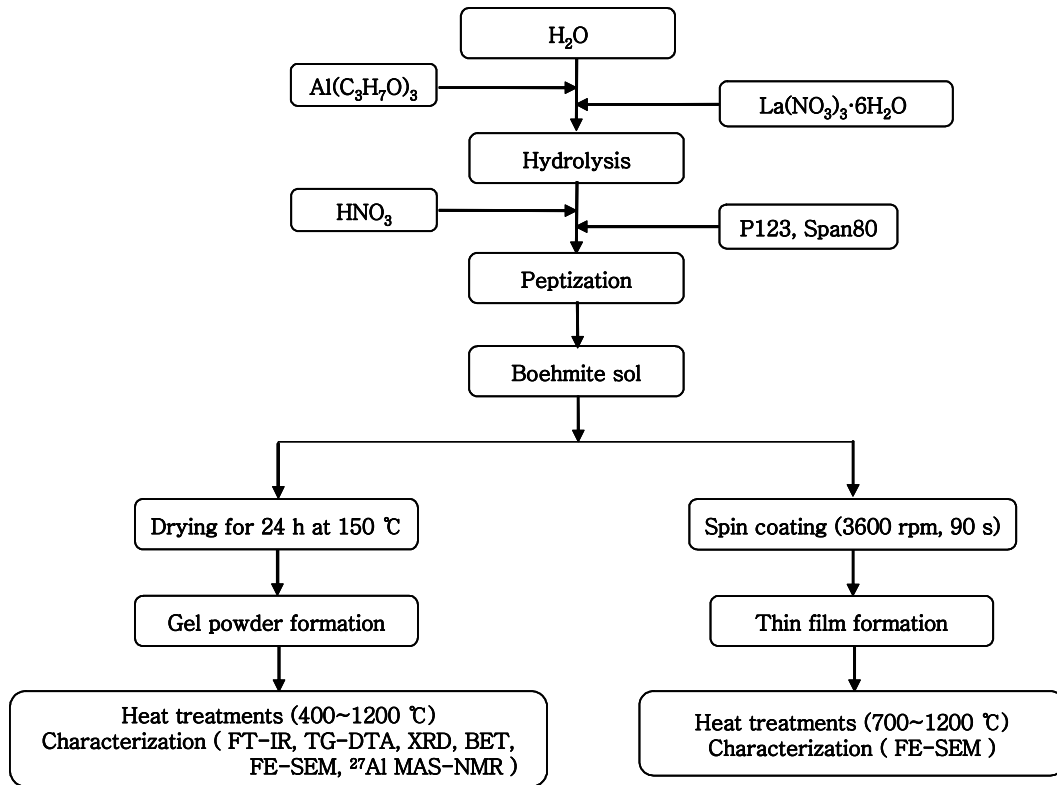 H₂O
Al(C₃H₇O)₃
La(NO₃)₃·6H₂O
Hydrolysis
HNO₃
P123, Span80
Peptization
Boehmite sol
Drying for 24 h at 150 ℃
Spin coating (3600 rpm, 90 s)
Gel powder formation
Thin film formation
Heat treatments (400~1200 ℃)
Characterization ( FT-IR, TG-DTA, XRD, BET,
FE-SEM, ²⁷Al MAS-NMR )
Heat treatments (700~1200 ℃)
Characterization ( FE-SEM )